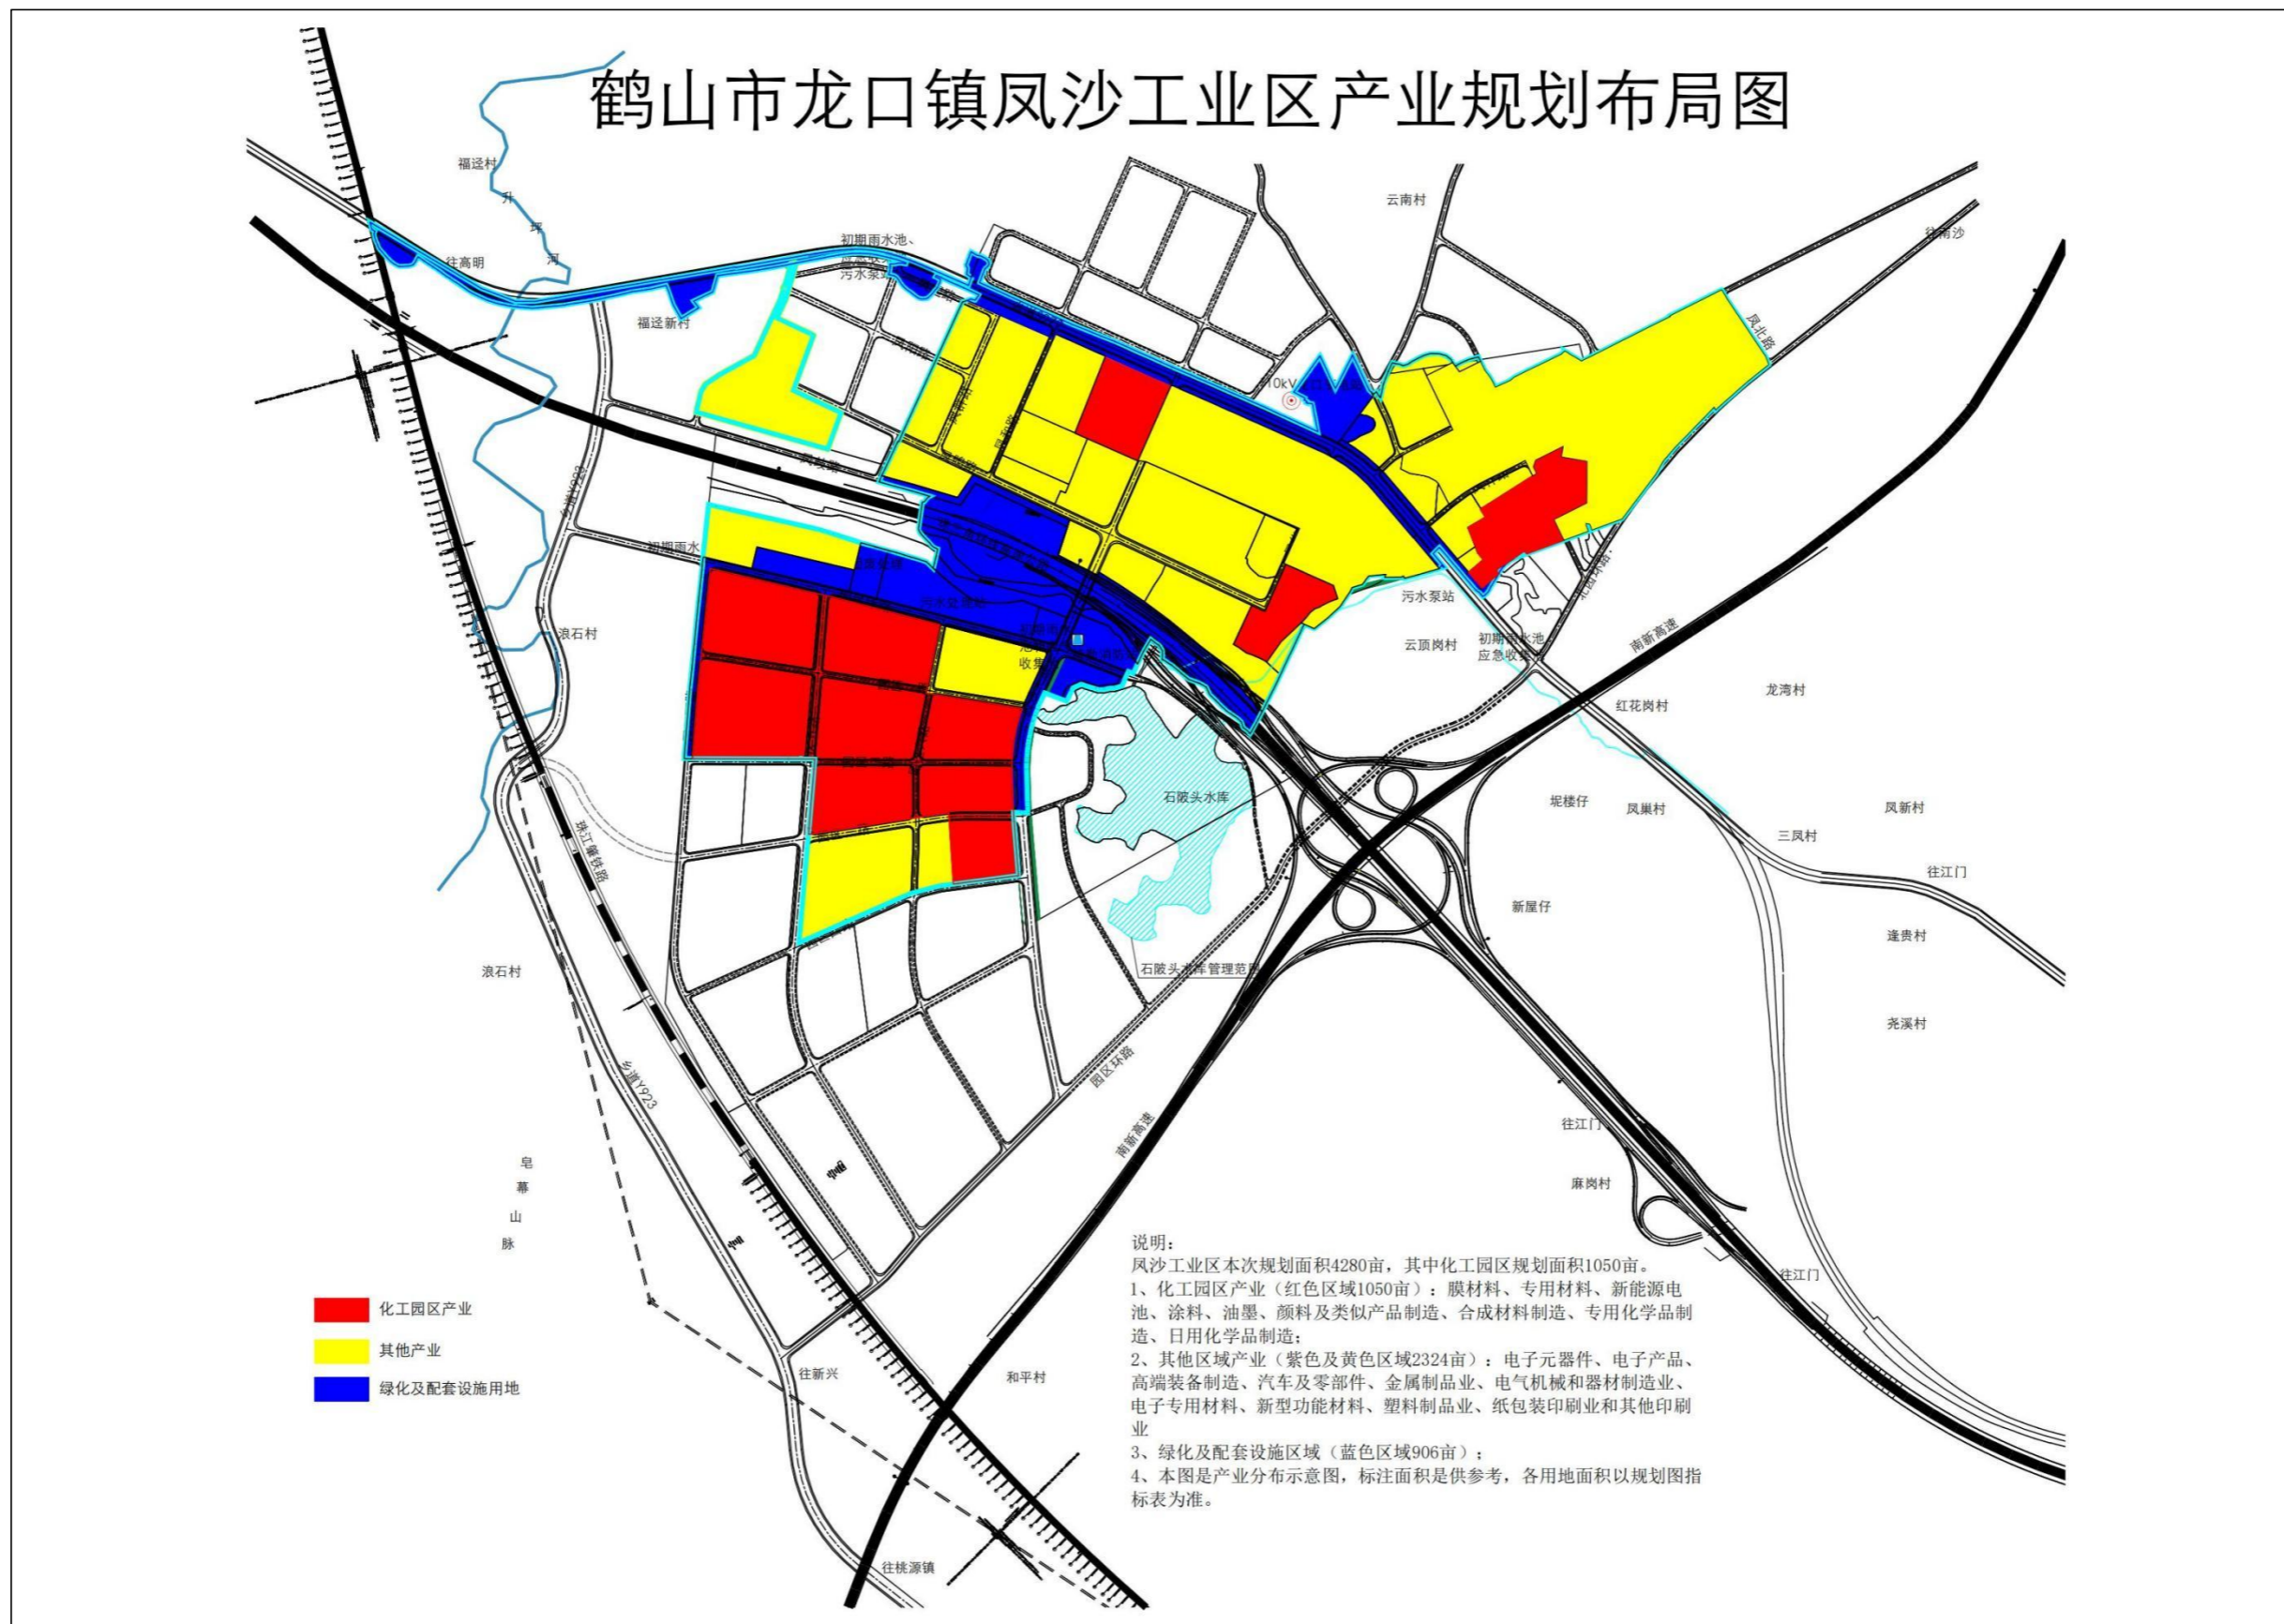 鹤山市龙口镇凤沙工业区产业规划布局图
福迳村
升
坪
河
云南村
往南沙
初期雨水池、
往高明
福迳新村
凤北路
乡道Y923
初期雨水
浪石村
污水泵站
云顶岗村
初期雨水池
应急收集
北园环路
南新高速
红花岗村
龙湾村
石陂头水库
坭楼仔
凤巢村
凤新村
三凤村
往江门
珠江肇铁路
新屋仔
逢贵村
浪石村
石陂头水库管理范围
尧溪村
园区环路
乡道Y923
南新高速
往江门
麻岗村
皂
幕
山
脉
往江门
往新兴
和平村
往桃源镇
化工园区产业
其他产业
绿化及配套设施用地
说明：
凤沙工业区本次规划面积4280亩，其中化工园区规划面积1050亩。
1、化工园区产业（红色区域1050亩）：膜材料、专用材料、新能源电
池、涂料、油墨、颜料及类似产品制造、合成材料制造、专用化学品制
造、日用化学品制造；
2、其他区域产业（紫色及黄色区域2324亩）：电子元器件、电子产品、
高端装备制造、汽车及零部件、金属制品业、电气机械和器材制造业、
电子专用材料、新型功能材料、塑料制品业、纸包装印刷业和其他印刷
业
3、绿化及配套设施区域（蓝色区域906亩）；
4、本图是产业分布示意图，标注面积是供参考，各用地面积以规划图指
标表为准。